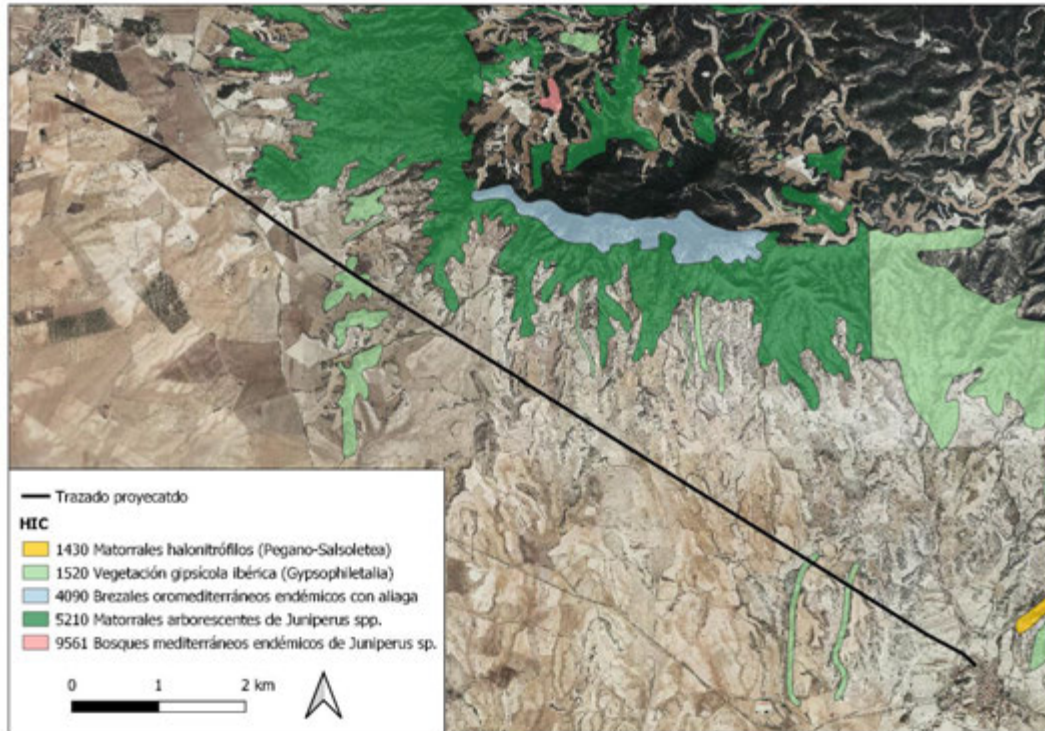 Trazado proyecatdo
HIC
1430 Matorrales halonitrófilos (Pegano-Salsoletea)
1520 Vegetación gipsícola ibérica (Gypsophiletalia)
4090 Brezales oromediterráneos endémicos con aliaga
5210 Matorrales arborescentes de Juniperus spp.
9561 Bosques mediterráneos endémicos de Juniperus sp.
0 1 2 km